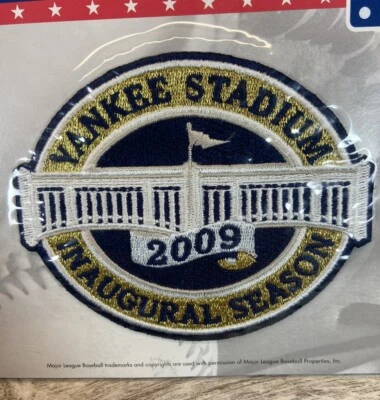 YANKEE STADIUM
2009
INAUGURAL SEASON
Major League Baseball trademarks and copyrights are used with permission of Major League Baseball Properties, Inc.